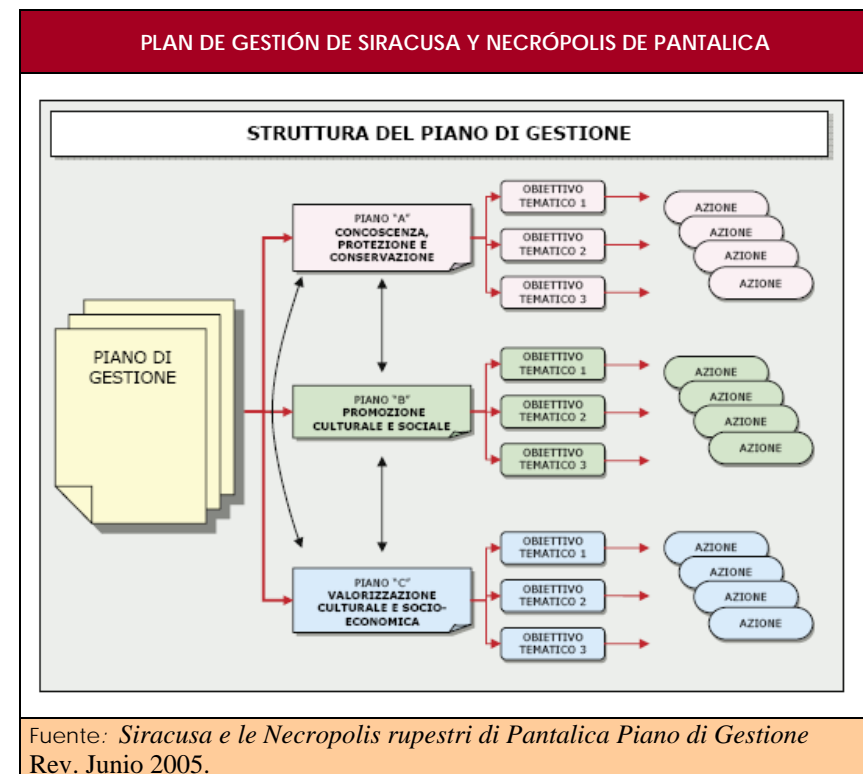 PLAN DE GESTIÓN DE SIRACUSA Y NECRÓPOLIS DE PANTALICA
STRUTTURA DEL PIANO DI GESTIONE
PIANO DI
GESTIONE
PIANO "A"
CONCOSCENZA,
PROTEZIONE E
CONSERVAZIONE
OBIETTIVO
TEMATICO 1
OBIETTIVO
TEMATICO 2
OBIETTIVO
TEMATICO 3
AZIONE
AZIONE
AZIONE
AZIONE
PIANO "B"
PROMOZIONE
CULTURALE E SOCIALE
OBIETTIVO
TEMATICO 1
OBIETTIVO
TEMATICO 2
OBIETTIVO
TEMATICO 3
AZIONE
AZIONE
AZIONE
AZIONE
PIANO "C"
VALORIZZAZIONE
CULTURALE E SOCIO-
ECONOMICA
OBIETTIVO
TEMATICO 1
OBIETTIVO
TEMATICO 2
OBIETTIVO
TEMATICO 3
AZIONE
AZIONE
AZIONE
AZIONE
Fuente: Siracusa e le Necropolis rupestri di Pantalica Piano di Gestione
Rev. Junio 2005.